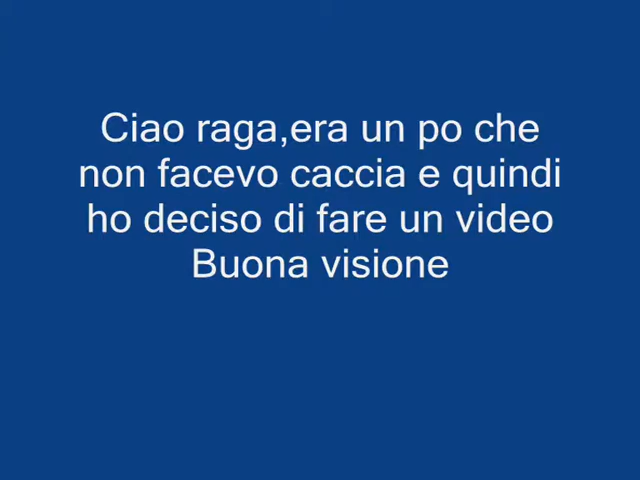 Ciao raga,era un po che
non facevo caccia e quindi
ho deciso di fare un video
Buona visione